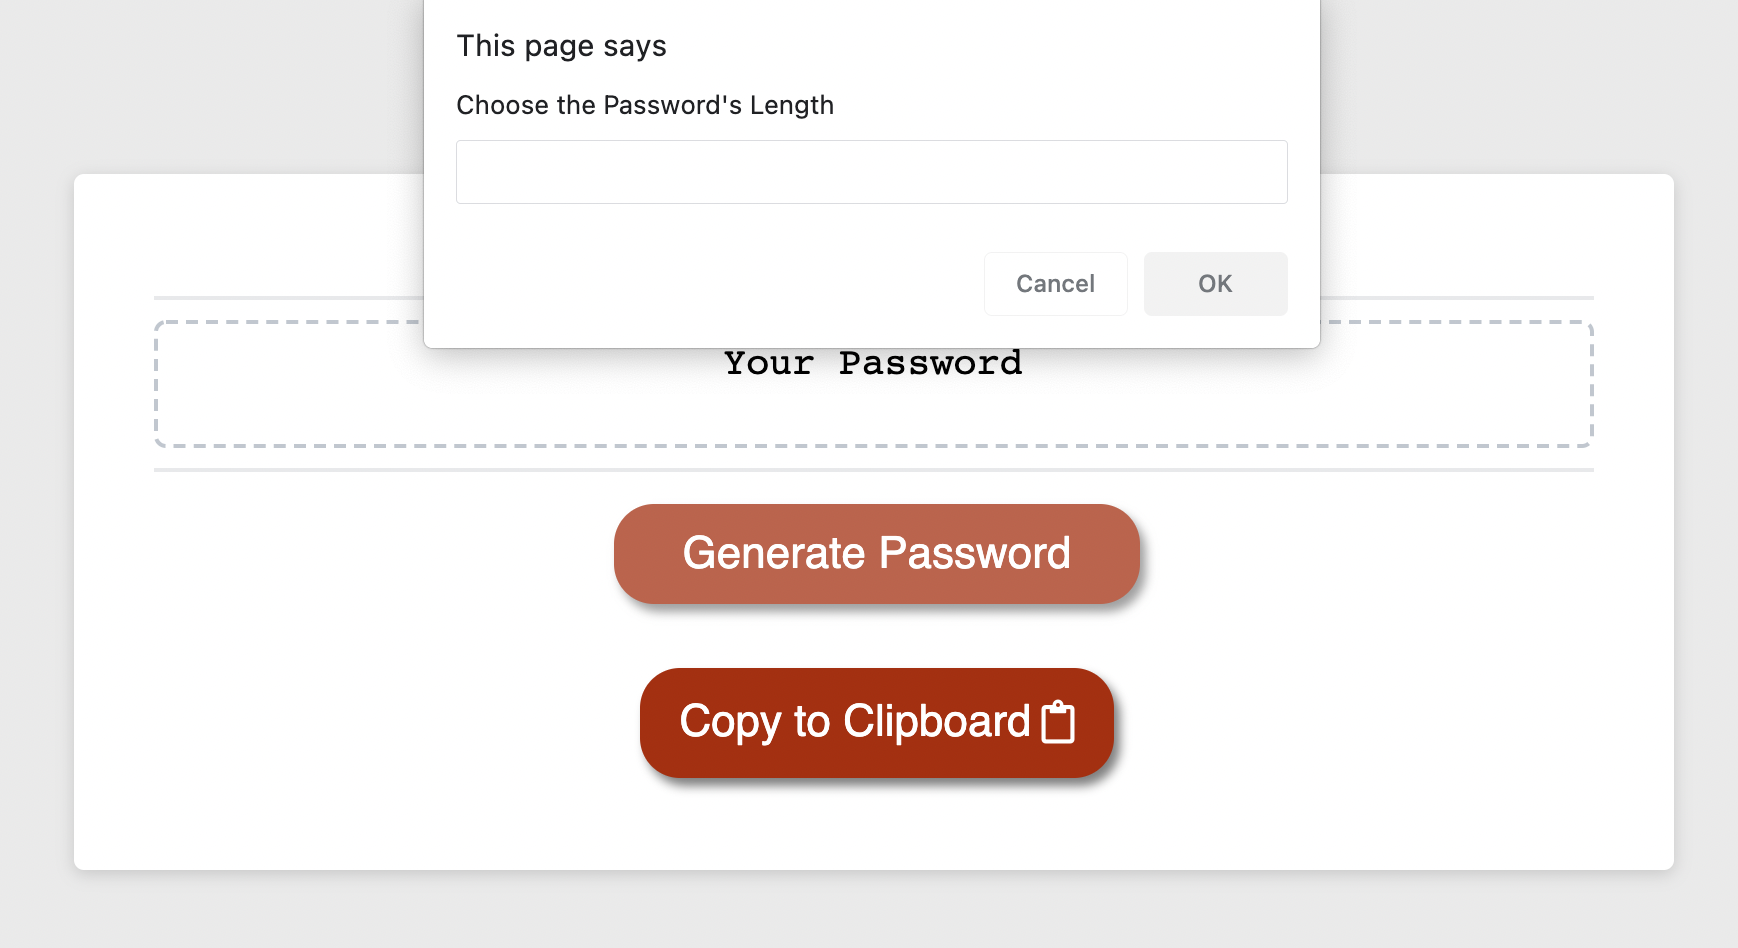 This page says
Choose the Password's Length
Cancel
OK
Your Password
Generate Password
Copy to Clipboard